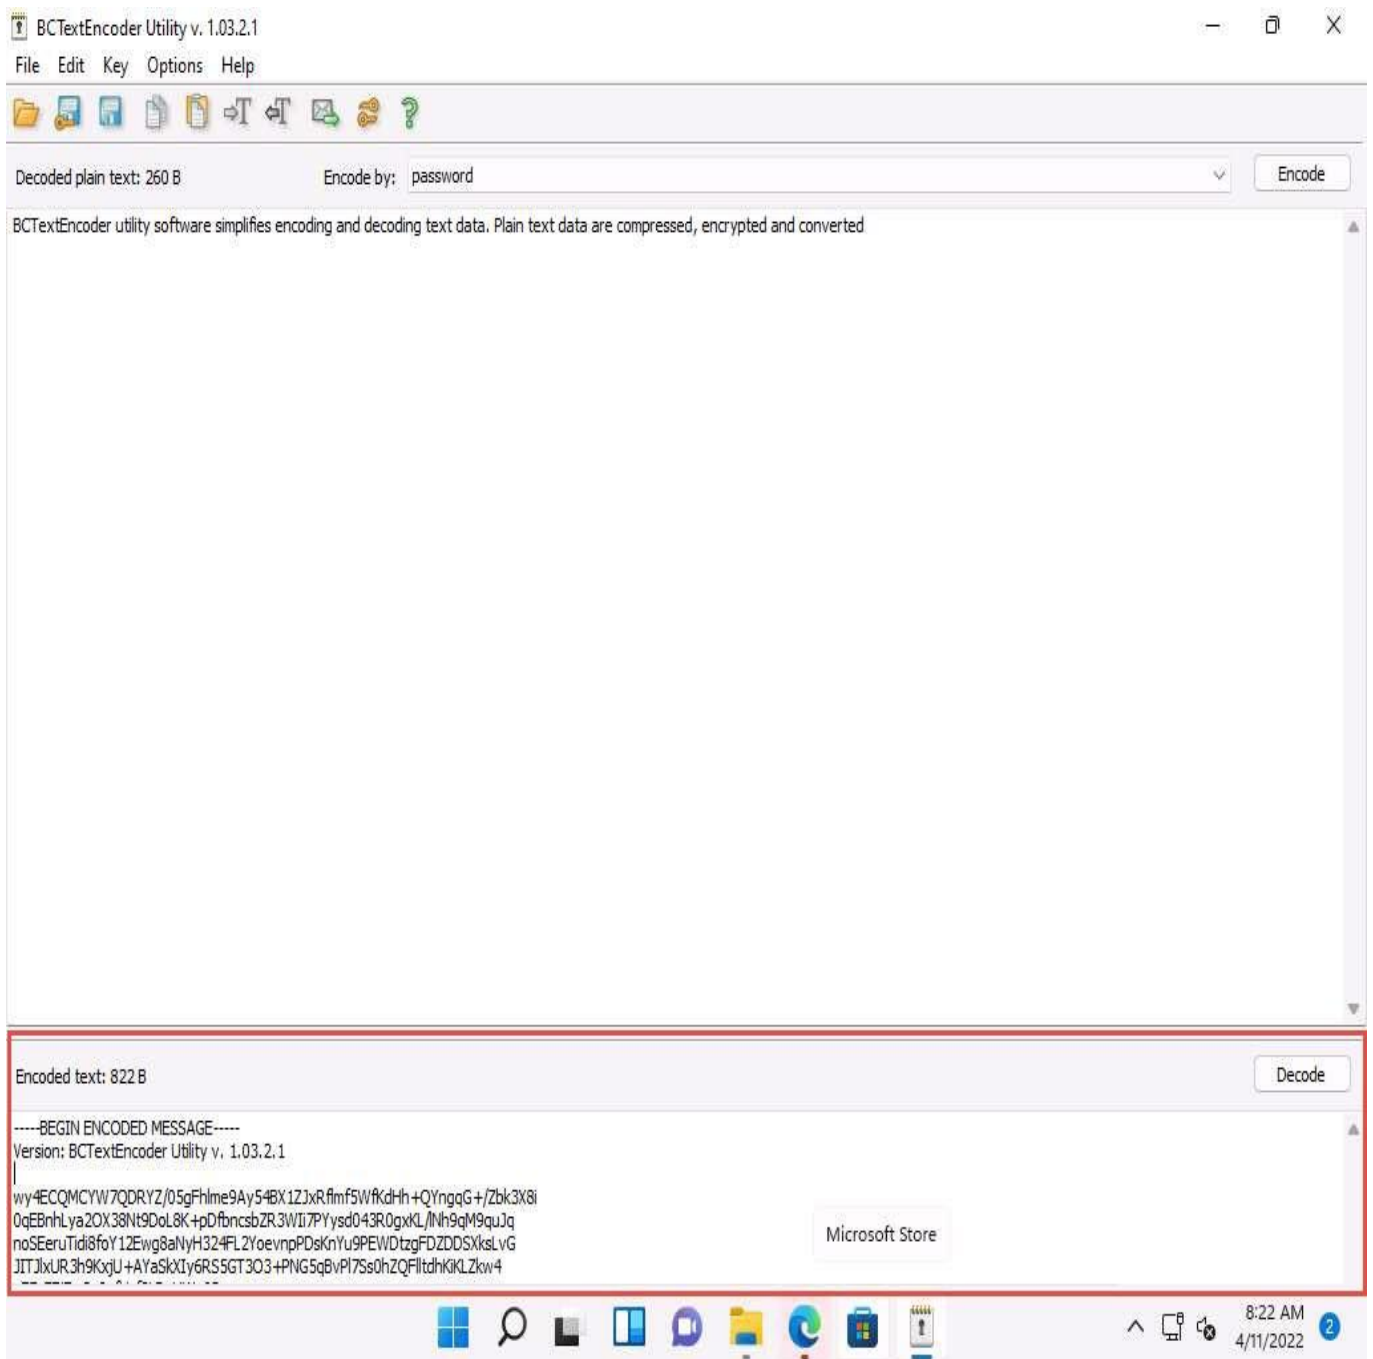 BCTextEncoder Utility v. 1.03.2.1
File Edit Key Options Help
Decoded plain text: 260 B Encode by: password Encode
BCTextEncoder utility software simplifies encoding and decoding text data. Plain text data are compressed, encrypted and converted
Encoded text: 822 B Decode
-----BEGIN ENCODED MESSAGE-----
Version: BCTextEncoder Utility v. 1.03.2.1
wy4ECQMCYW7QDRYZ/05gFhlme9Ay54BX1ZJxRflmf5WfKdHh+QYngqG+/Zbk3X8i
0qEBnhLya2OX38Nt9DoL8K+pDfbncsbZR3WIi7PYysd043R0gxKL/lNh9qM9quJq
noSEeruTidi8foY12Ewg8aNyH324FL2YoevnpPDsKnYu9PEWDtzgFDZDDSXksLvG
JITJlxUR3h9KxjU+AYaSkXIy6RS5GT3O3+PNG5qBvPl7Ss0hZQFlltdhKiKLZkw4
Microsoft Store
8:22 AM
4/11/2022
2